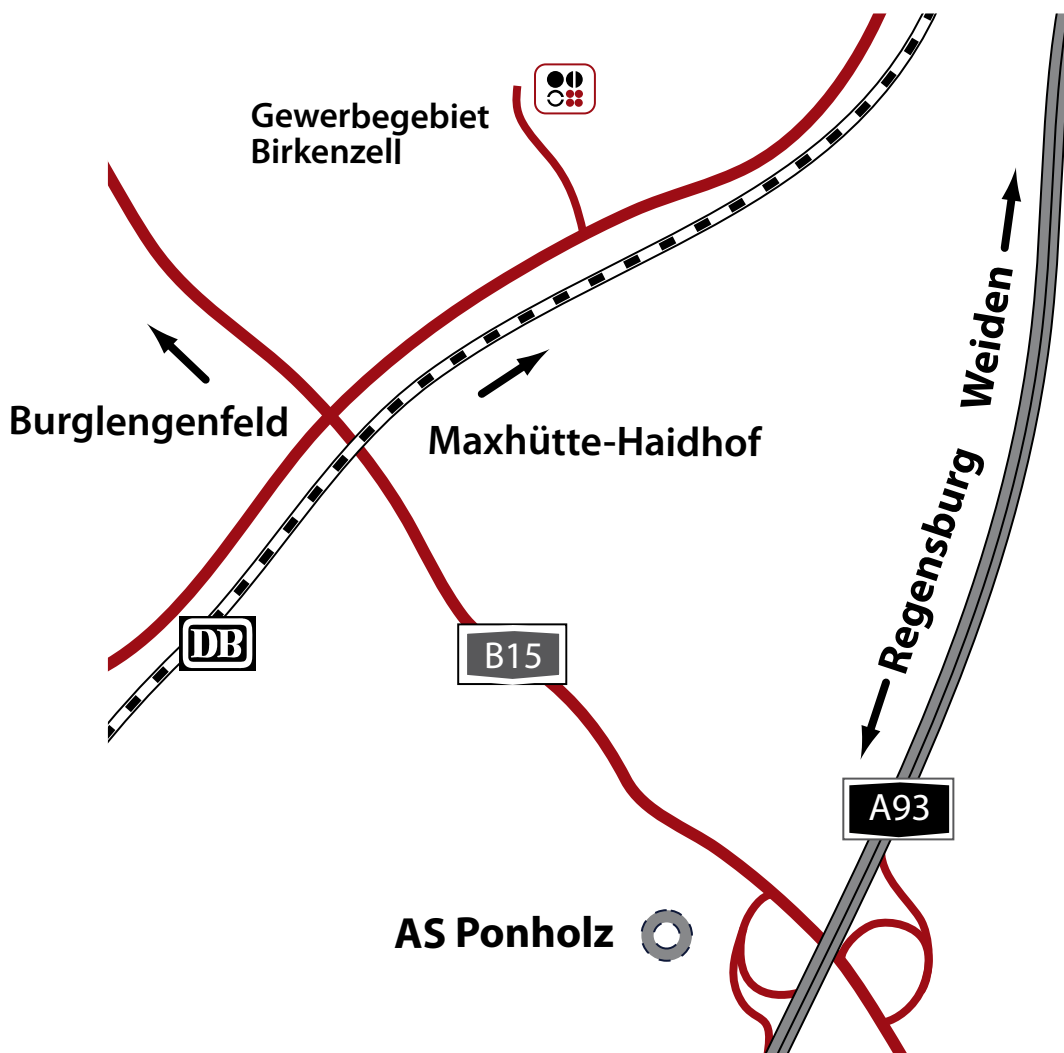 Gewerbegebiet
Birkenzell
Weiden
Burglengenfeld
Maxhütte-Haidhof
Regensburg
DB
B15
A93
AS Ponholz